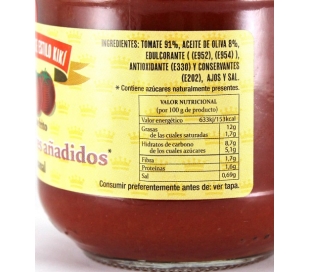 ESTILO KIKÍ
INGREDIENTES: TOMATE 91%, ACEITE DE OLIVA 8%,
EDULCORANTE ( (E952), (E954) ),
ANTIOXIDANTE (E330) Y CONSERVANTES
(E202), AJOS Y SAL.
* Contiene azúcares naturalmente presentes.
VALOR NUTRICIONAL
(por 100 g de producto)
Valor energético 633kj/153kcal
Grasas 12g
de las cuales saturadas 1,7g
Hidratos de carbono 8,7g
de los cuales azúcares 5,1g
Fibra 1,7g
Proteínas 1,6g
Sal 0,69g
añadidos*
Consumir preferentemente antes de: ver tapa.